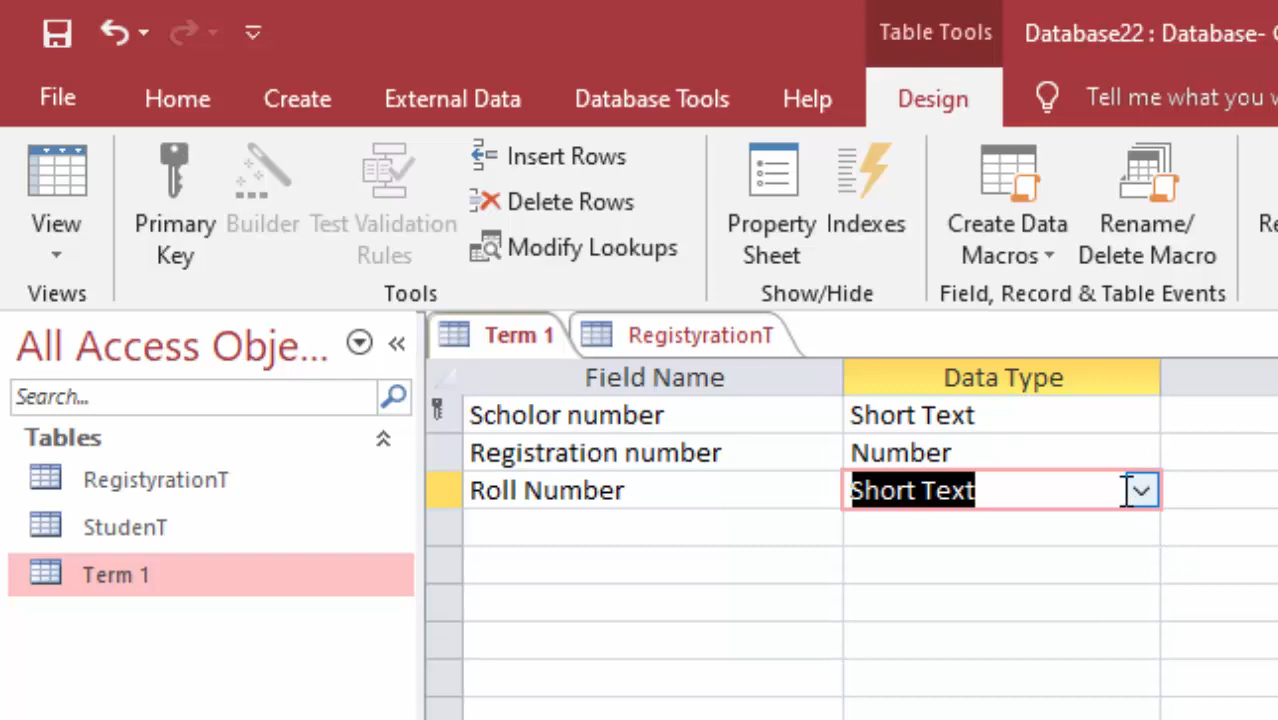 Table Tools
Database22 : Database-
File Home Create External Data Database Tools Help Design Tell me what you
View
Primary Key
Builder
Test Validation Rules
Insert Rows
Delete Rows
Modify Lookups
Property Sheet
Indexes
Create Data Macros
Rename/ Delete Macro
Views
Tools
Show/Hide
Field, Record & Table Events
All Access Obje...
Search...
Tables
RegistyrationT
StudenT
Term 1
Term 1
RegistyrationT
Field Name Data Type
Scholor number Short Text
Registration number Number
Roll Number Short Text